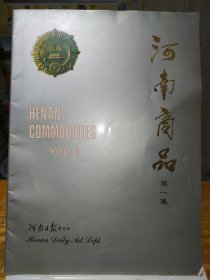 HENAN
COMMODITIES
Vol. 1
河南商品
第一集
河南日报
Henan Daily Ad. Dept.